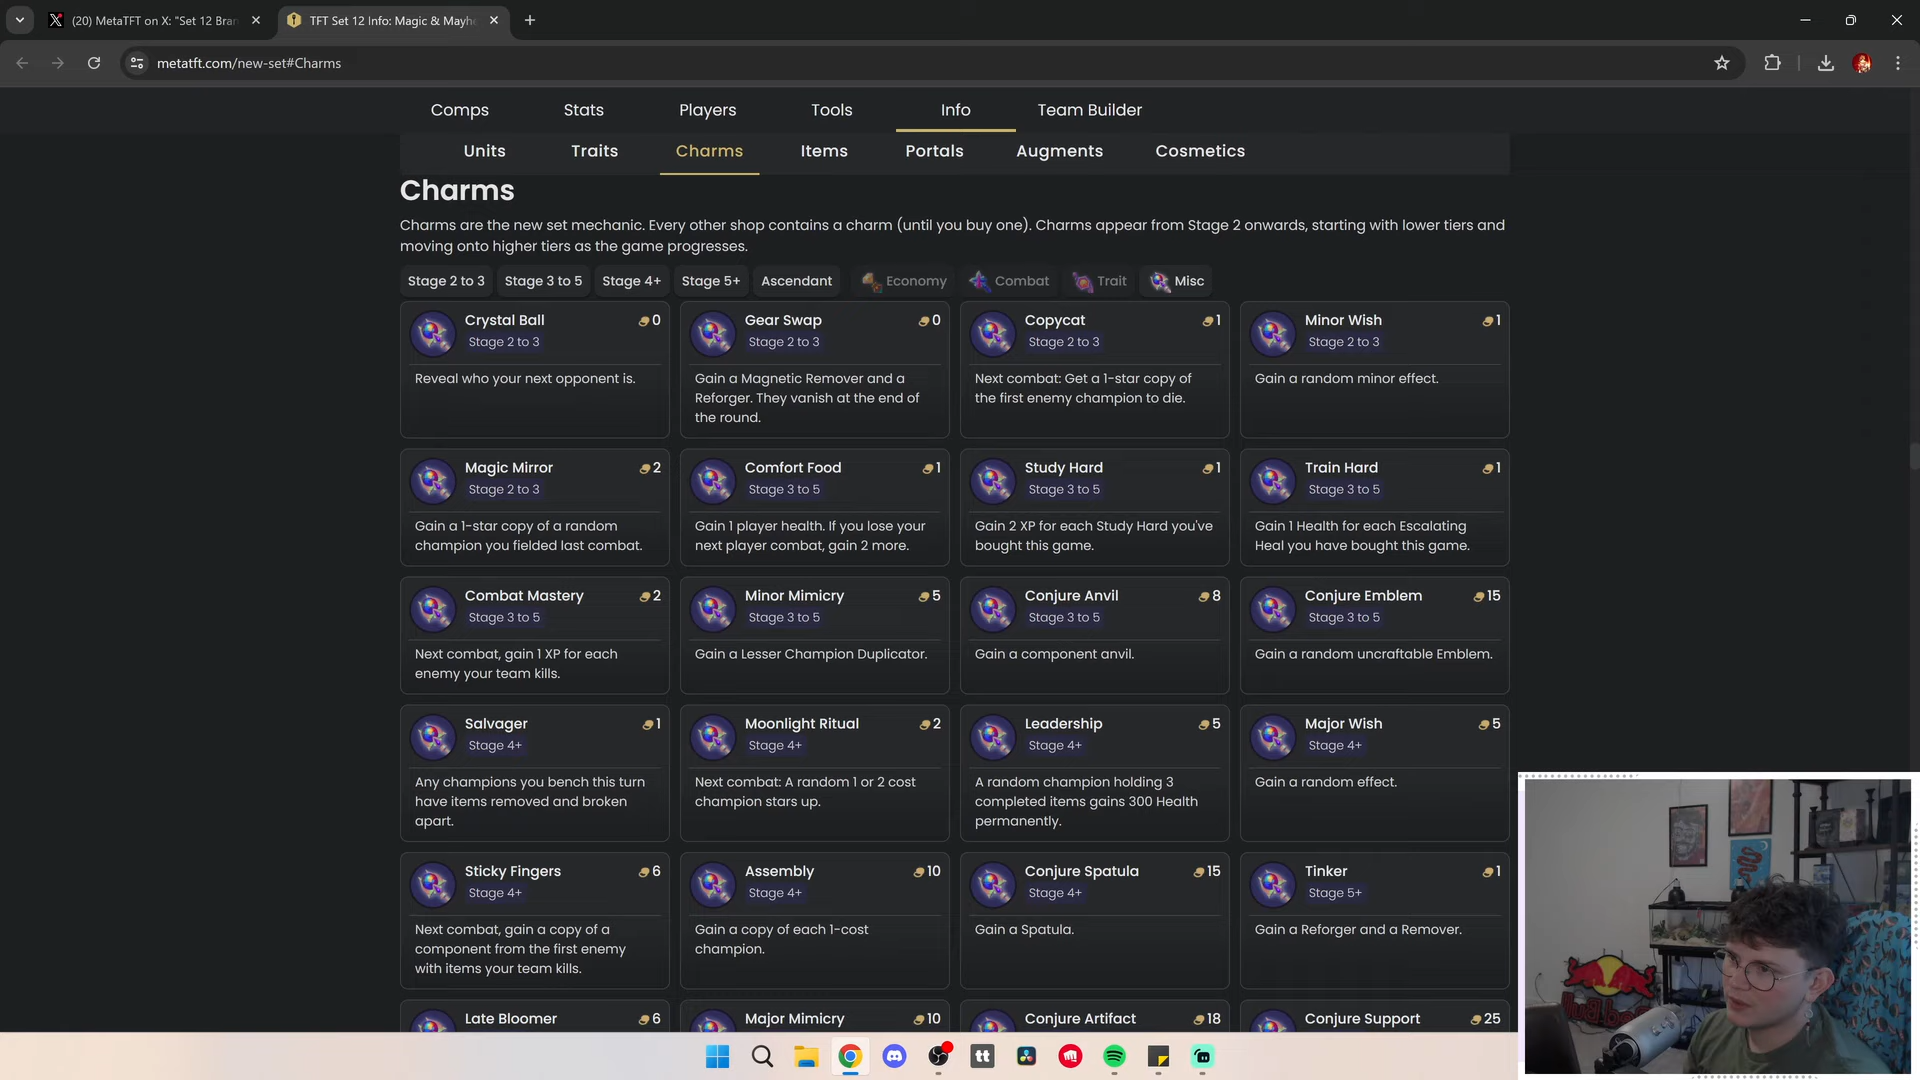 (20) MetaTFT on X: "Set 12 Bran
TFT Set 12 Info: Magic & Mayhe
metatft.com/new-set#Charms
Comps Stats Players Tools Info Team Builder
Units Traits Charms Items Portals Augments Cosmetics
Charms
Charms are the new set mechanic. Every other shop contains a charm (until you buy one). Charms appear from Stage 2 onwards, starting with lower tiers and
moving onto higher tiers as the game progresses.
Stage 2 to 3 Stage 3 to 5 Stage 4+ Stage 5+ Ascendant Economy Combat Trait Misc
Crystal Ball 0
Stage 2 to 3
Reveal who your next opponent is.
Gear Swap 0
Stage 2 to 3
Gain a Magnetic Remover and a
Reforger. They vanish at the end of
the round.
Copycat 1
Stage 2 to 3
Next combat: Get a 1-star copy of
the first enemy champion to die.
Minor Wish 1
Stage 2 to 3
Gain a random minor effect.
Magic Mirror 2
Stage 2 to 3
Gain a 1-star copy of a random
champion you fielded last combat.
Comfort Food 1
Stage 3 to 5
Gain 1 player health. If you lose your
next player combat, gain 2 more.
Study Hard 1
Stage 3 to 5
Gain 2 XP for each Study Hard you've
bought this game.
Train Hard 1
Stage 3 to 5
Gain 1 Health for each Escalating
Heal you have bought this game.
Combat Mastery 2
Stage 3 to 5
Next combat, gain 1 XP for each
enemy your team kills.
Minor Mimicry 5
Stage 3 to 5
Gain a Lesser Champion Duplicator.
Conjure Anvil 8
Stage 3 to 5
Gain a component anvil.
Conjure Emblem 15
Stage 3 to 5
Gain a random uncraftable Emblem.
Salvager 1
Stage 4+
Any champions you bench this turn
have items removed and broken
apart.
Moonlight Ritual 2
Stage 4+
Next combat: A random 1 or 2 cost
champion stars up.
Leadership 5
Stage 4+
A random champion holding 3
completed items gains 300 Health
permanently.
Major Wish 5
Stage 4+
Gain a random effect.
Sticky Fingers 6
Stage 4+
Next combat, gain a copy of a
component from the first enemy
with items your team kills.
Assembly 10
Stage 4+
Gain a copy of each 1-cost
champion.
Conjure Spatula 15
Stage 4+
Gain a Spatula.
Tinker 1
Stage 5+
Gain a Reforger and a Remover.
Late Bloomer 6
Major Mimicry 10
Conjure Artifact 18
Conjure Support 25
tt